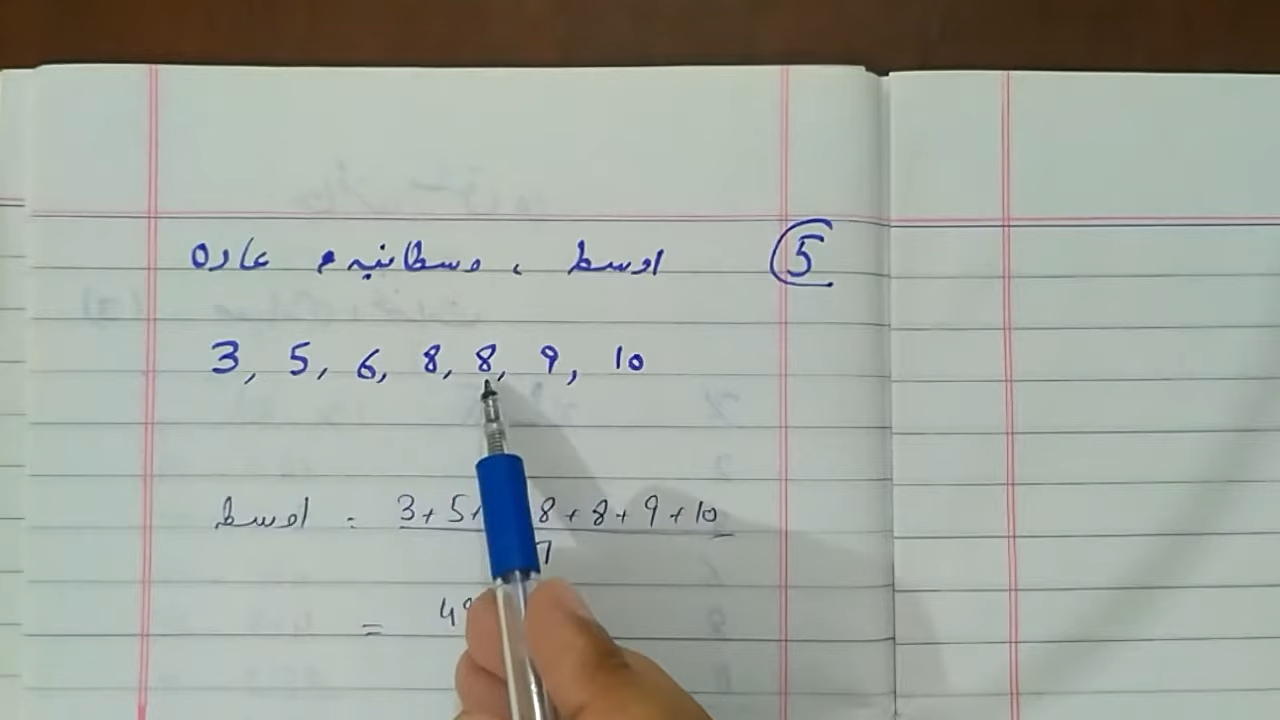 5 اوسط ، وسطانیہ ، عادہ
3, 5, 6, 8, 8, 9, 10
اوسط = 3+5+ 8+8+9+10
7
= 49